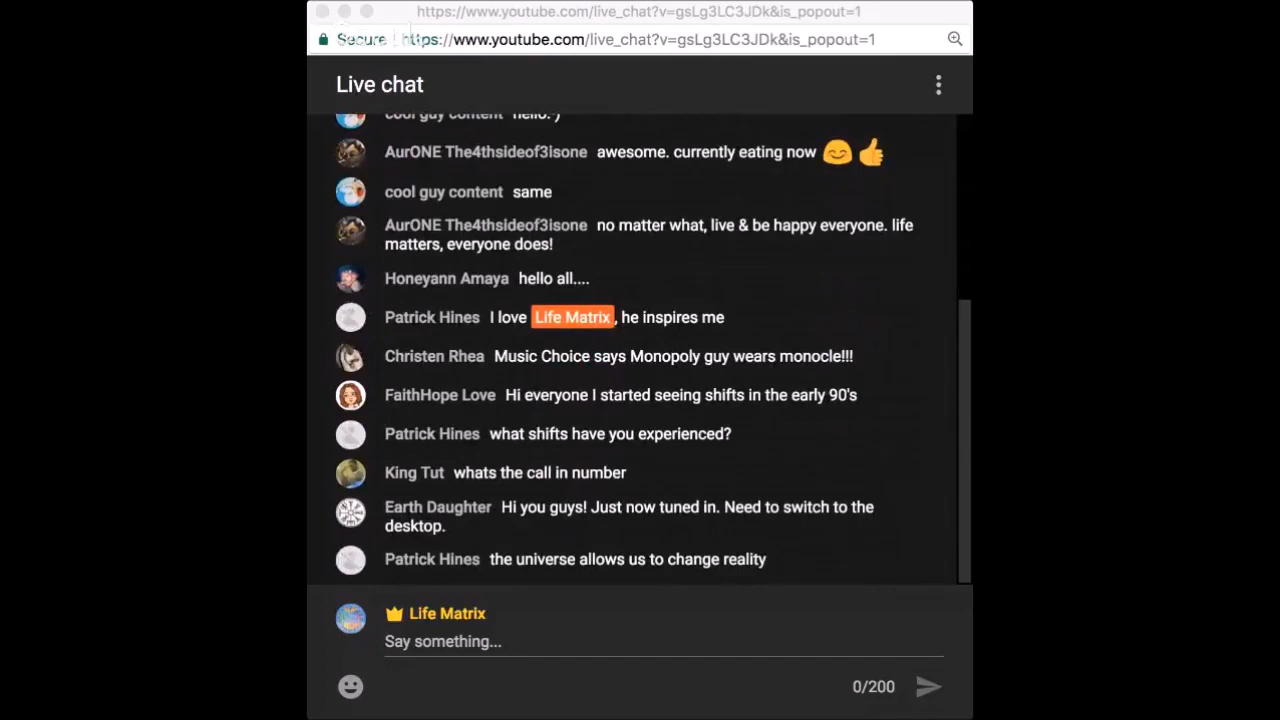 https://www.youtube.com/live_chat?v=gsLg3LC3JDk&is_popout=1
Secure https://www.youtube.com/live_chat?v=gsLg3LC3JDk&is_popout=1
Live chat
cool guy content hello:)
AurONE The4thsideof3isone awesome. currently eating now 😊👍
cool guy content same
AurONE The4thsideof3isone no matter what, live & be happy everyone. life
matters, everyone does!
Honeyann Amaya hello all....
Patrick Hines I love Life Matrix, he inspires me
Christen Rhea Music Choice says Monopoly guy wears monocle!!!
FaithHope Love Hi everyone I started seeing shifts in the early 90's
Patrick Hines what shifts have you experienced?
King Tut whats the call in number
Earth Daughter Hi you guys! Just now tuned in. Need to switch to the
desktop.
Patrick Hines the universe allows us to change reality
Life Matrix
Say something...
0/200